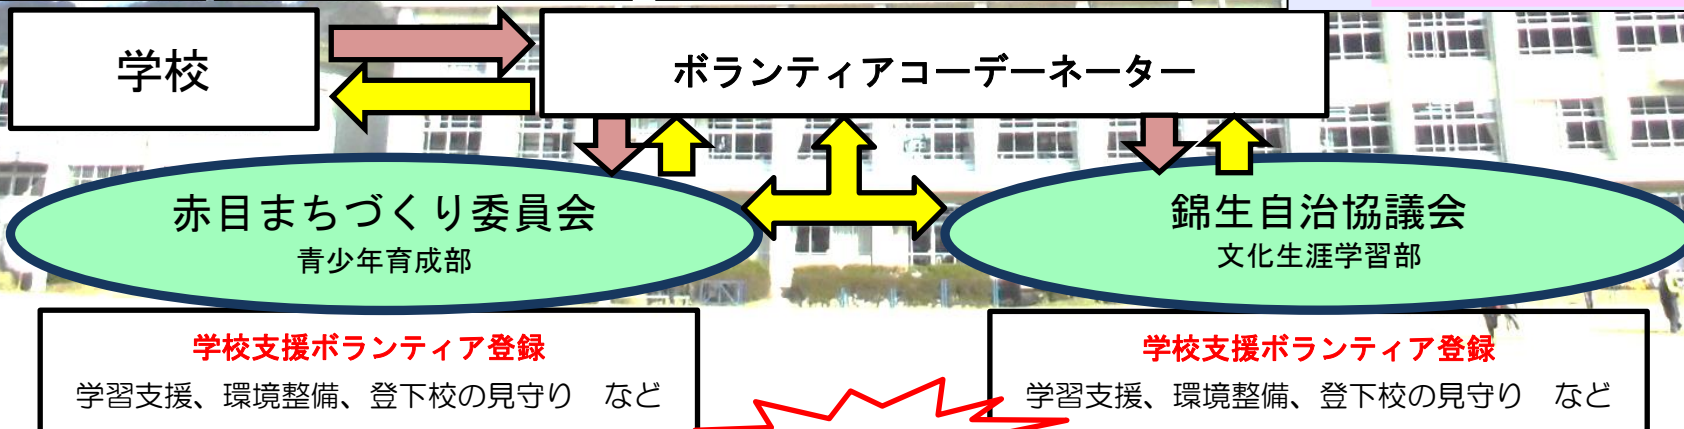 学校
ボランティアコーデーネーター
赤目まちづくり委員会
青少年育成部
錦生自治協議会
文化生涯学習部
学校支援ボランティア登録
学習支援、環境整備、登下校の見守り　など
学校支援ボランティア登録
学習支援、環境整備、登下校の見守り　など